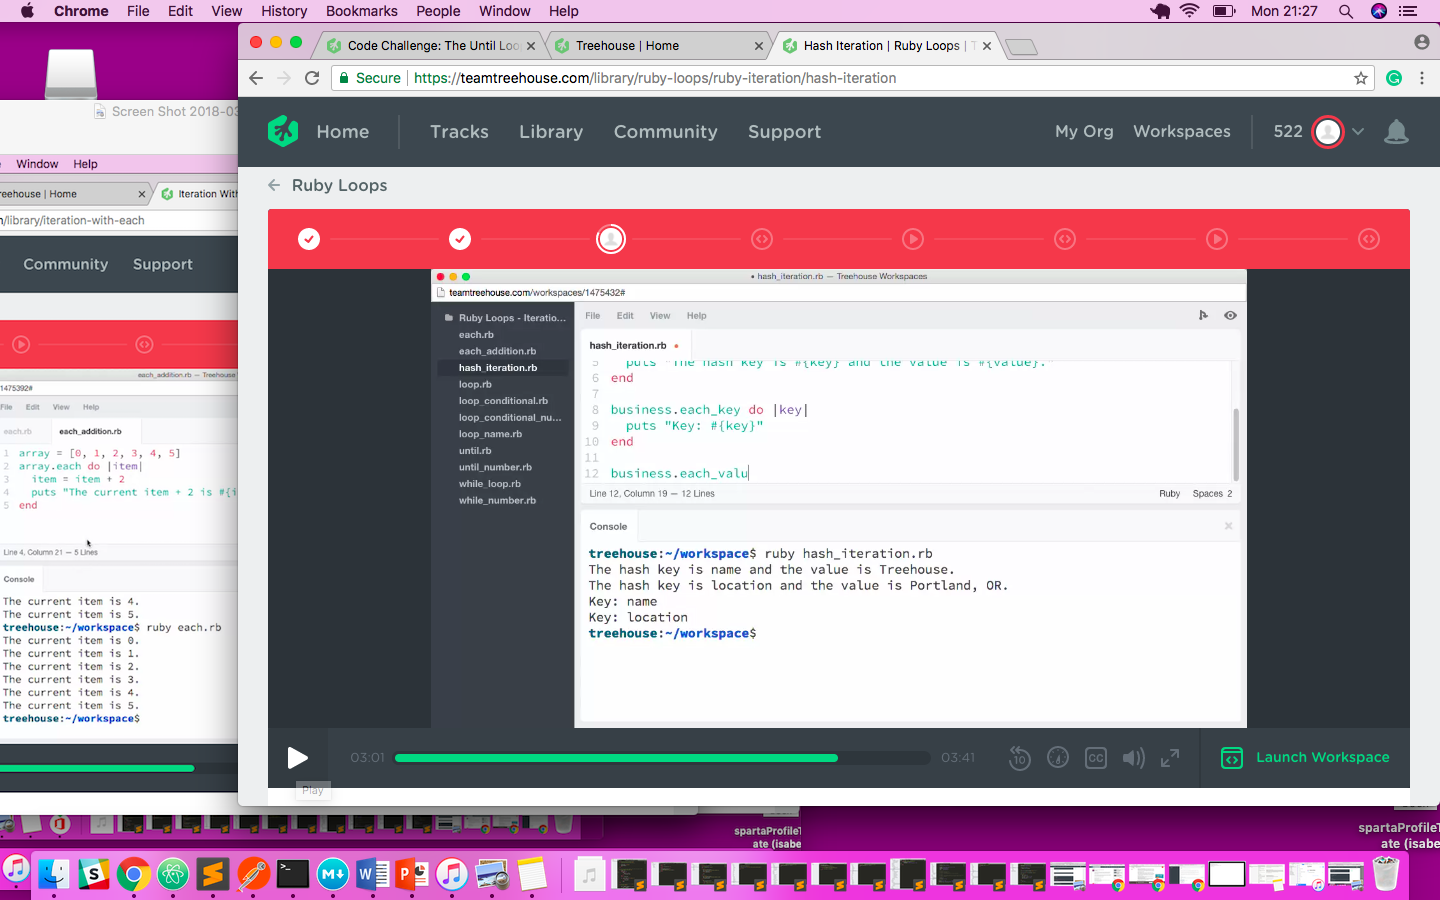 Chrome File Edit View History Bookmarks People Window Help Mon 21:27
Screen Shot 2018-03
Window Help
reehouse | Home Iteration With
/library/iteration-with-each
Community Support
each_addition.rb — Treehouse
1475392#
File Edit View Help
each.rb each_addition.rb
1 array = [0, 1, 2, 3, 4, 5]
2 array.each do |item|
3 item = item + 2
4 puts "The current item + 2 is #{i
5 end
Line 4, Column 21 — 5 Lines
Console
The current item is 4.
The current item is 5.
treehouse:~/workspace$ ruby each.rb
The current item is 0.
The current item is 1.
The current item is 2.
The current item is 3.
The current item is 4.
The current item is 5.
treehouse:~/workspace$
Code Challenge: The Until Loo Treehouse | Home Hash Iteration | Ruby Loops | T
Secure https://teamtreehouse.com/library/ruby-loops/ruby-iteration/hash-iteration
Home Tracks Library Community Support My Org Workspaces 522
Ruby Loops
• hash_iteration.rb — Treehouse Workspaces
teamtreehouse.com/workspaces/1475432#
Ruby Loops - Iteratio...
each.rb
each_addition.rb
hash_iteration.rb
loop.rb
loop_conditional.rb
loop_conditional_nu...
loop_name.rb
until.rb
until_number.rb
while_loop.rb
while_number.rb
File Edit View Help
hash_iteration.rb
5 puts "The hash key is #{key} and the value is #{value}."
6 end
7
8 business.each_key do |key|
9 puts "Key: #{key}"
10 end
11
12 business.each_valu
Line 12, Column 19 — 12 Lines Ruby Spaces 2
Console
treehouse:~/workspace$ ruby hash_iteration.rb
The hash key is name and the value is Treehouse.
The hash key is location and the value is Portland, OR.
Key: name
Key: location
treehouse:~/workspace$
03:01 03:41 10 CC Launch Workspace
Play
spartaProfileT
ate (isabe
spartaProfileT
ate (isabe